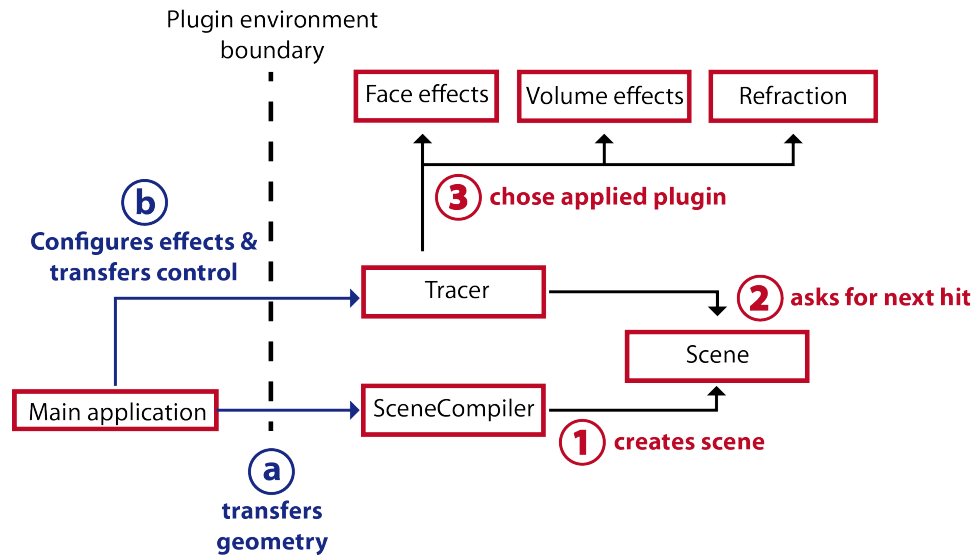 Plugin environment
boundary
Face effects
Volume effects
Refraction
3 chose applied plugin
b
Configures effects &
transfers control
Tracer
2 asks for next hit
Scene
Main application
SceneCompiler
1 creates scene
a
transfers
geometry